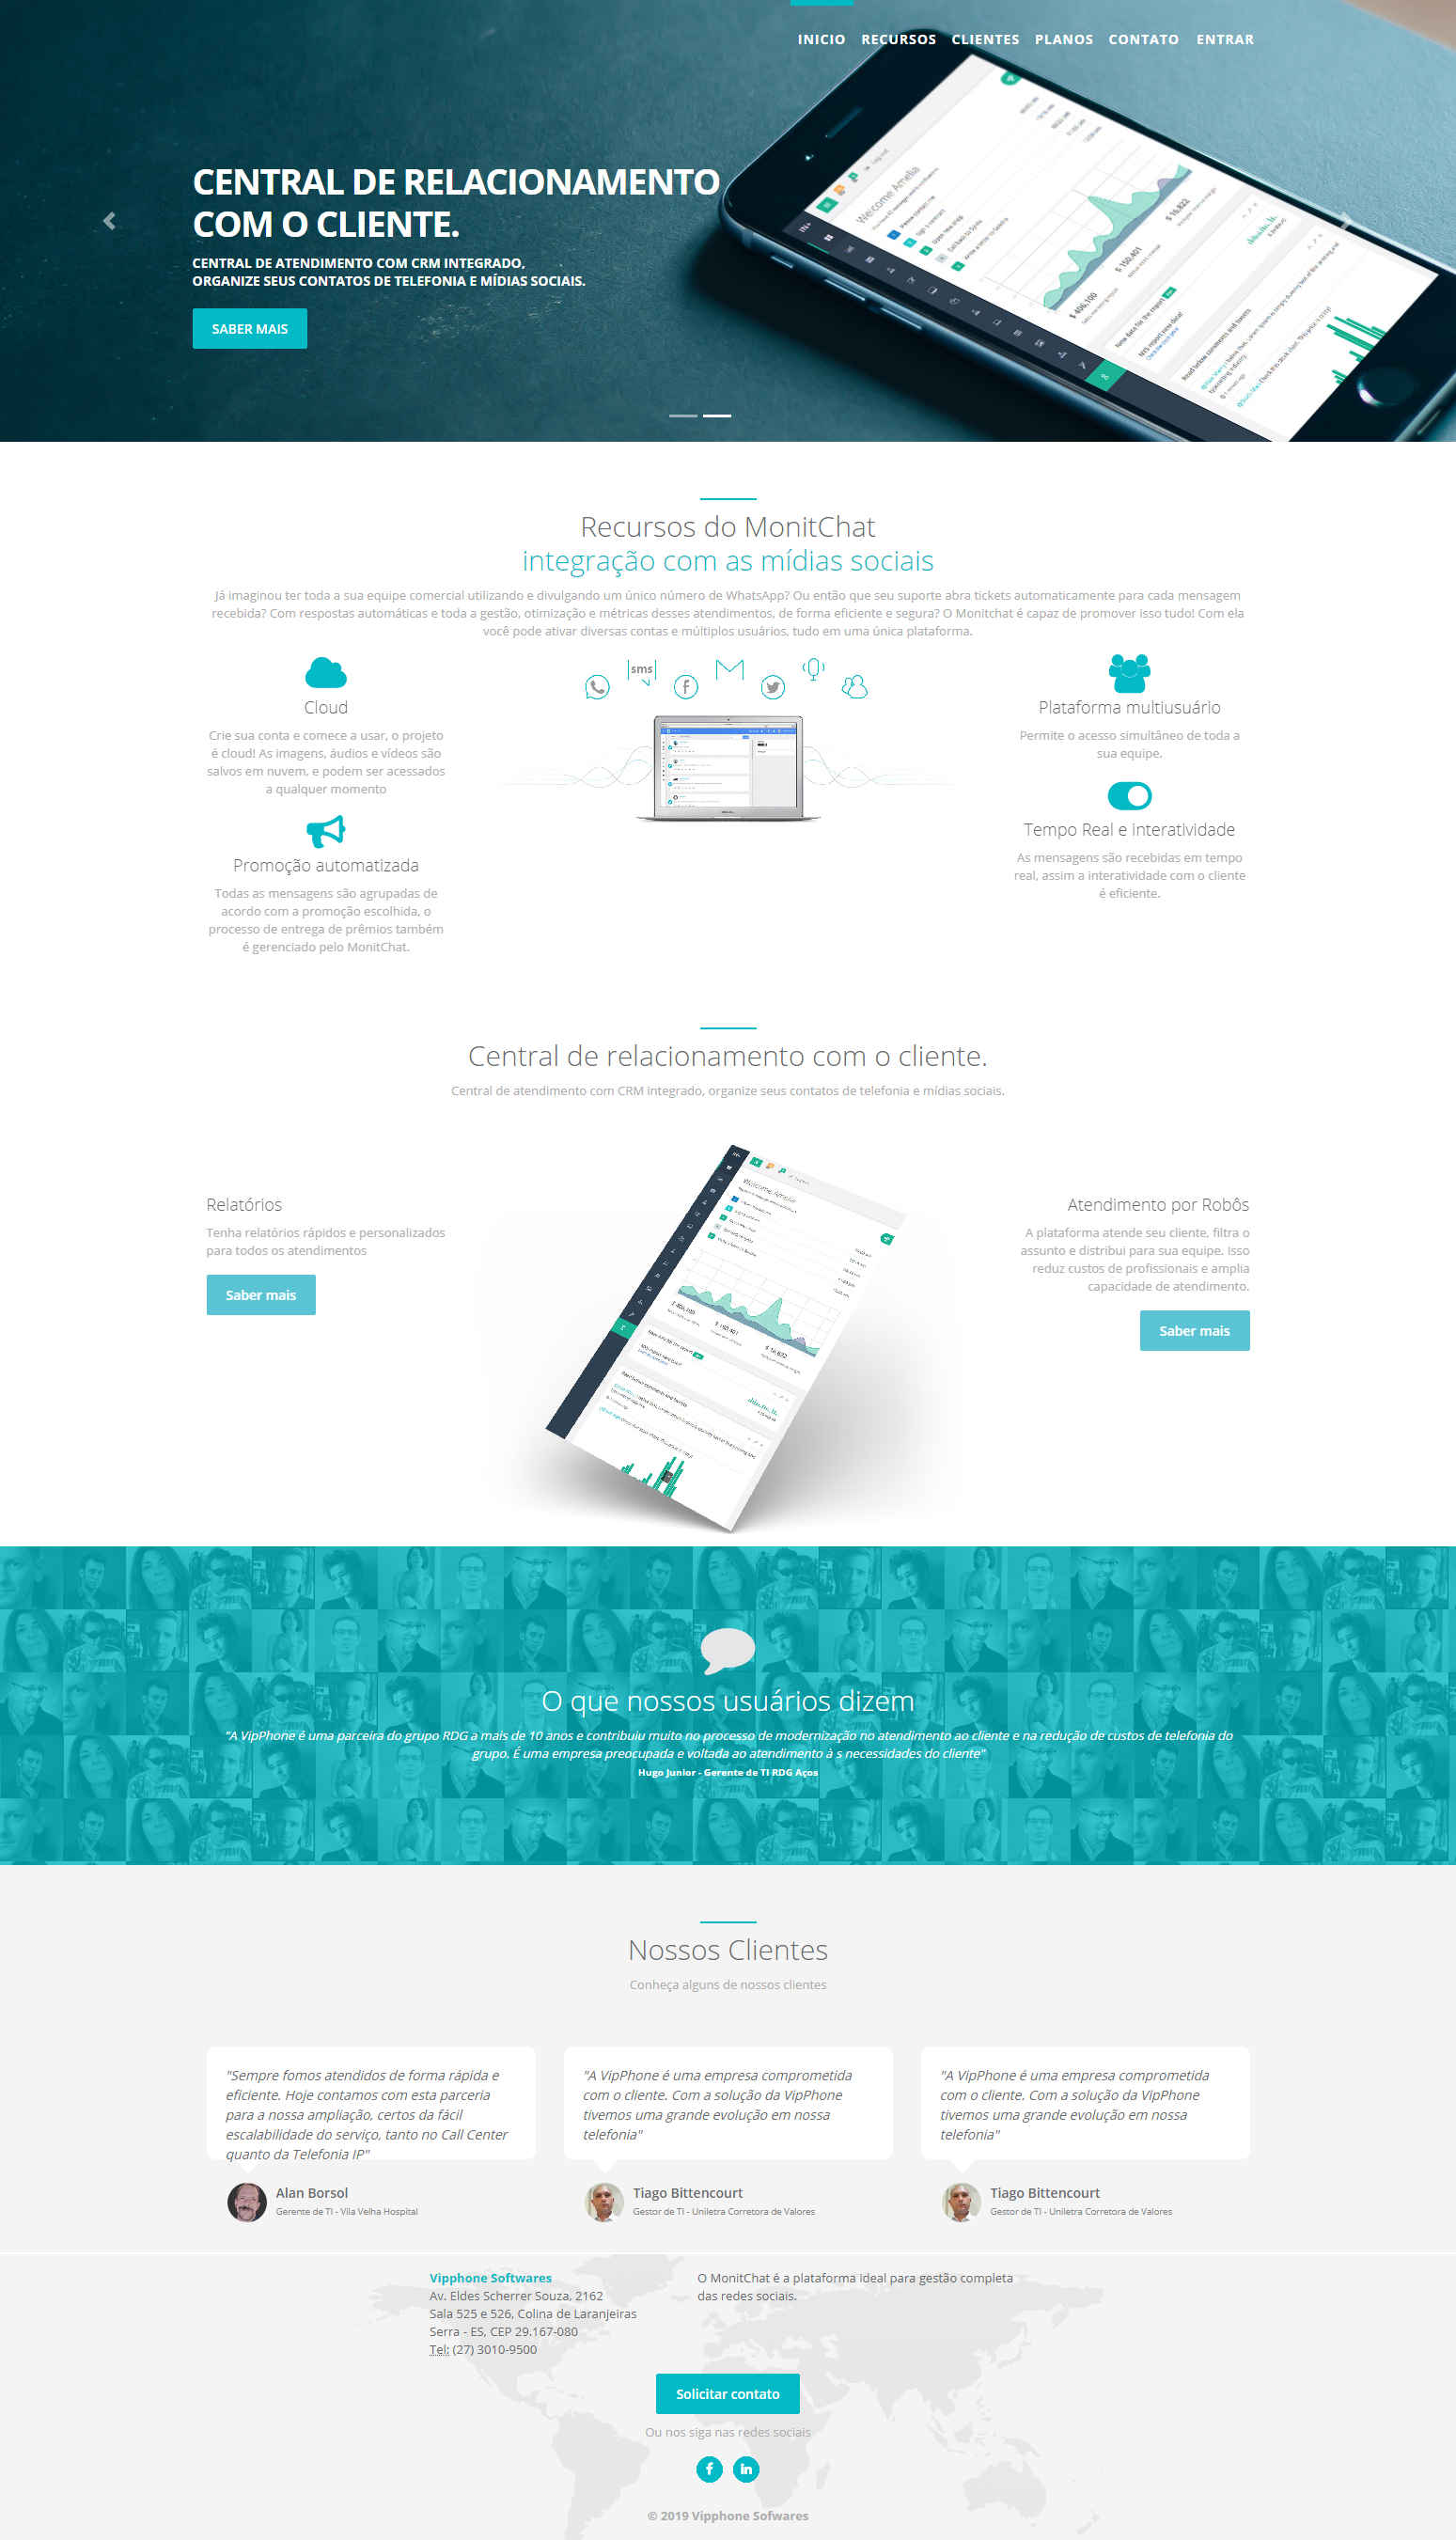 INICIO RECURSOS CLIENTES PLANOS CONTATO ENTRAR
CENTRAL DE RELACIONAMENTO
COM O CLIENTE.
CENTRAL DE ATENDIMENTO COM CRM INTEGRADO,
ORGANIZE SEUS CONTATOS DE TELEFONIA E MÍDIAS SOCIAIS.
SABER MAIS
Log out
Welcome Amelia
$ 406,100
$ 150,401
$ 16,822
Recursos do MonitChat
integração com as mídias sociais
Já imaginou ter toda a sua equipe comercial utilizando e divulgando um único número de WhatsApp? Ou então que seu suporte abra tickets automaticamente para cada mensagem
recebida? Com respostas automáticas e toda a gestão, otimização e métricas desses atendimentos, de forma eficiente e segura? O Monitchat é capaz de promover isso tudo! Com ela
você pode ativar diversas contas e múltiplos usuários, tudo em uma única plataforma.
Cloud
Crie sua conta e comece a usar, o projeto
é cloud! As imagens, áudios e vídeos são
salvos em nuvem, e podem ser acessados
a qualquer momento
Promoção automatizada
Todas as mensagens são agrupadas de
acordo com a promoção escolhida, o
processo de entrega de prêmios também
é gerenciado pelo MonitChat.
sms
Plataforma multiusuário
Permite o acesso simultâneo de toda a
sua equipe.
Tempo Real e interatividade
As mensagens são recebidas em tempo
real, assim a interatividade com o cliente
é eficiente.
Central de relacionamento com o cliente.
Central de atendimento com CRM integrado, organize seus contatos de telefonia e mídias sociais.
Relatórios
Tenha relatórios rápidos e personalizados
para todos os atendimentos
Saber mais
Welcome Amelia
$ 406,100
$ 150,401
$ 16,822
Atendimento por Robôs
A plataforma atende seu cliente, filtra o
assunto e distribui para sua equipe. Isso
reduz custos de profissionais e amplia
capacidade de atendimento.
Saber mais
O que nossos usuários dizem
"A VipPhone é uma parceira do grupo RDG a mais de 10 anos e contribuiu muito no processo de modernização no atendimento ao cliente e na redução de custos de telefonia do
grupo. É uma empresa preocupada e voltada ao atendimento à s necessidades do cliente"
Hugo Junior - Gerente de TI RDG Aços
Nossos Clientes
Conheça alguns de nossos clientes
"Sempre fomos atendidos de forma rápida e
eficiente. Hoje contamos com esta parceria
para a nossa ampliação, certos da fácil
escalabilidade do serviço, tanto no Call Center
quanto da Telefonia IP"
Alan Borsol
Gerente de TI - Vila Velha Hospital
"A VipPhone é uma empresa comprometida
com o cliente. Com a solução da VipPhone
tivemos uma grande evolução em nossa
telefonia"
Tiago Bittencourt
Gestor de TI - Uniletra Corretora de Valores
"A VipPhone é uma empresa comprometida
com o cliente. Com a solução da VipPhone
tivemos uma grande evolução em nossa
telefonia"
Tiago Bittencourt
Gestor de TI - Uniletra Corretora de Valores
Vipphone Softwares
Av. Eldes Scherrer Souza, 2162
Sala 525 e 526, Colina de Laranjeiras
Serra - ES, CEP 29.167-080
Tel: (27) 3010-9500
O MonitChat é a plataforma ideal para gestão completa
das redes sociais.
Solicitar contato
Ou nos siga nas redes sociais
© 2019 Vipphone Sofwares